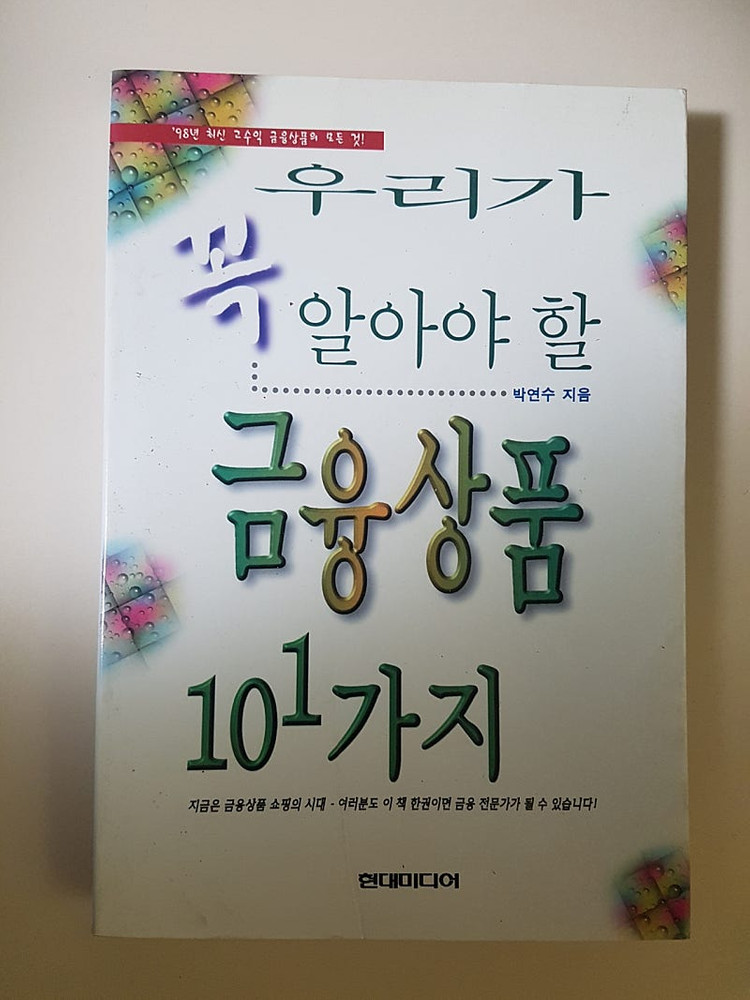 '98년 최신 고수익 금융상품의 모든 것!
우리가
꼭
알아야 할
박연수 지음
금융상품
101가지
지금은 금융상품 쇼핑의 시대 - 여러분도 이 책 한권이면 금융 전문가가 될 수 있습니다!
현대미디어